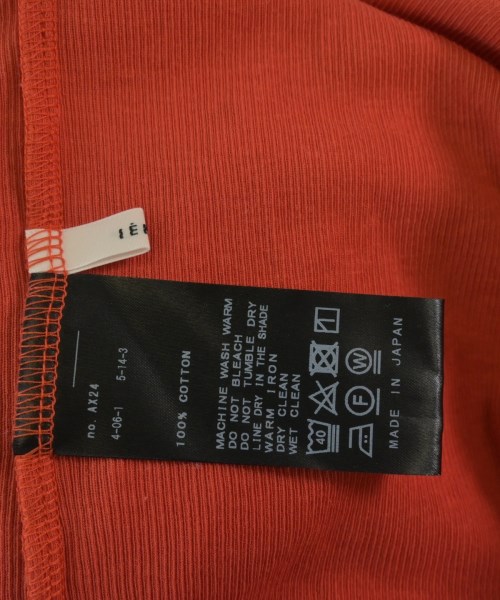 no. AX24
4-06-1 5-14-3
100% COTTON
MACHINE WASH WARM
DO NOT BLEACH
DO NOT TUMBLE DRY
LINE DRY IN THE SHADE
WARM IRON
DRY CLEAN
WET CLEAN
40
P W
MADE IN JAPAN